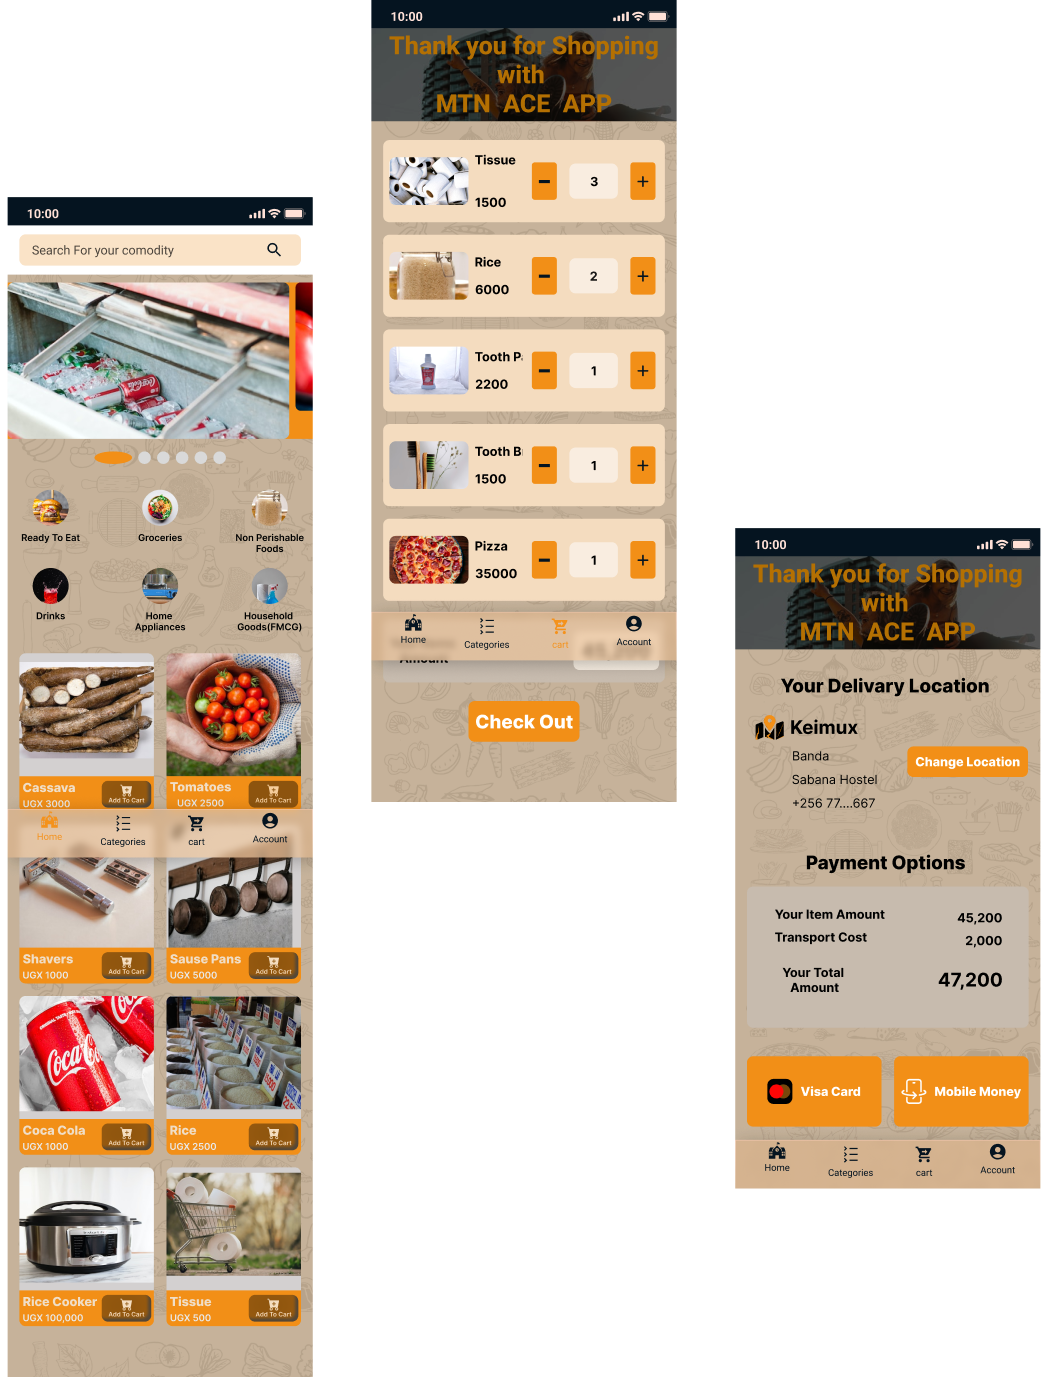 10:00
Search For your comodity
Ready To Eat
Groceries
Non Perishable
Foods
Drinks
Home
Appliances
Household
Goods(FMCG)
Cassava
UGX 3000
Add To Cart
Tomatoes
UGX 2500
Add To Cart
Home
Categories
cart
Account
Shavers
UGX 1000
Add To Cart
Sause Pans
UGX 5000
Add To Cart
Coca Cola
UGX 1000
Add To Cart
Rice
UGX 2500
Add To Cart
Rice Cooker
UGX 100,000
Add To Cart
Tissue
UGX 500
Add To Cart
10:00
Thank you for Shopping
with
MTN ACE APP
Tissue
1500
3
Rice
6000
2
Tooth Pa
2200
1
Tooth B
1500
1
Pizza
35000
1
Home
Categories
cart
Account
Amount
45,200
Check Out
10:00
Thank you for Shopping
with
MTN ACE APP
Your Delivary Location
Keimux
Banda
Sabana Hostel
+256 77....667
Change Location
Payment Options
Your Item Amount
45,200
Transport Cost
2,000
Your Total
Amount
47,200
Visa Card
Mobile Money
Home
Categories
cart
Account